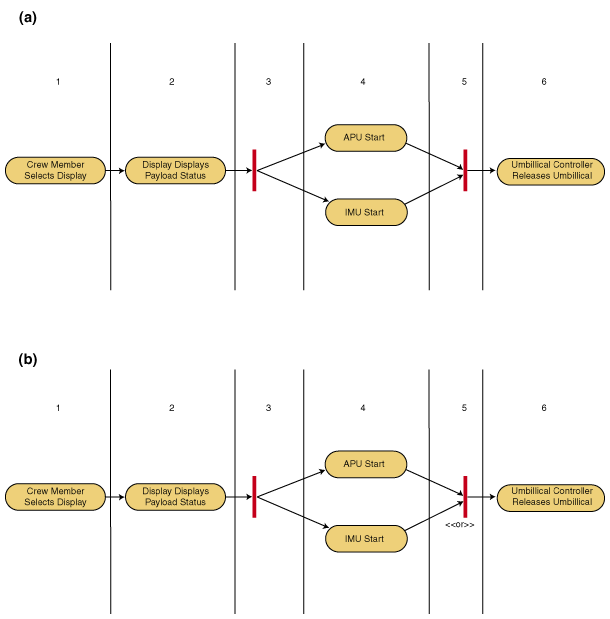 (a)
1 2 3 4 5 6
APU Start
Crew Member
Selects Display
Display Displays
Payload Status
Umbillical Controller
Releases Umbillical
IMU Start
(b)
1 2 3 4 5 6
APU Start
Crew Member
Selects Display
Display Displays
Payload Status
Umbillical Controller
Releases Umbillical
<<or>>
IMU Start